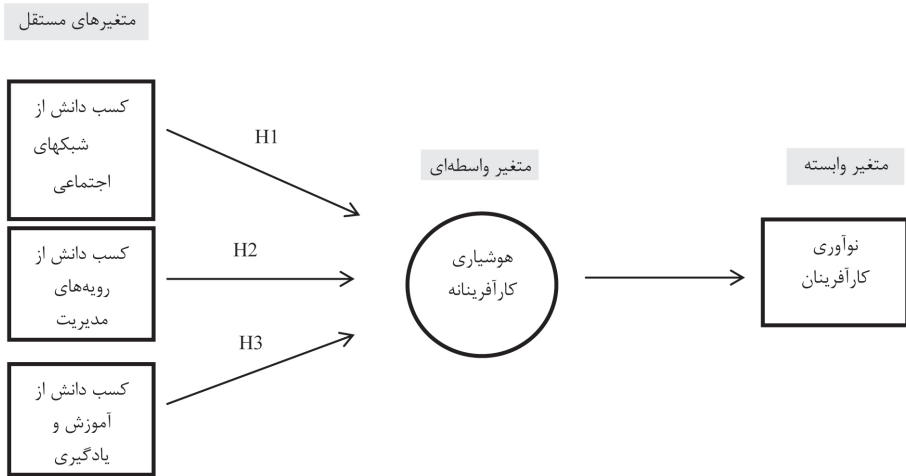 متغیرهای مستقل
کسب دانش از
شبکهای
اجتماعی
H1
متغیر واسطه‌ای
متغیر وابسته
کسب دانش از
رویه‌های
مدیریت
H2
هوشیاری
کارآفرینانه
نوآوری
کارآفرینان
H3
کسب دانش از
آموزش و
یادگیری